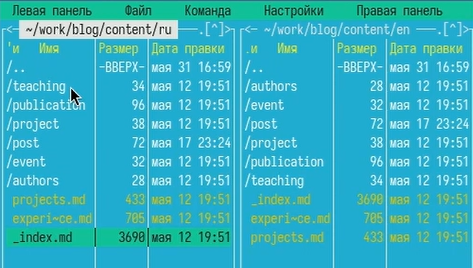 Левая панель Файл Команда Настройки Правая панель
<─ ~/work/blog/content/ru ──.[^]> <─ ~/work/blog/content/en ──.[^]>
'и Имя Размер Дата правки .и Имя Размер Дата правки
/.. -ВВЕРХ- мая 31 16:59 /.. -ВВЕРХ- мая 31 16:59
/teaching 34 мая 12 19:51 /authors 28 мая 12 19:51
/publication 96 мая 12 19:51 /event 32 мая 12 19:51
/project 38 мая 12 19:51 /post 72 мая 17 23:24
/post 72 мая 17 23:24 /project 38 мая 12 19:51
/event 32 мая 12 19:51 /publication 96 мая 12 19:51
/authors 28 мая 12 19:51 /teaching 34 мая 12 19:51
projects.md 433 мая 12 19:51 _index.md 3690 мая 12 19:51
experi~ce.md 705 мая 12 19:51 experi~ce.md 705 мая 12 19:51
_index.md 3690 мая 12 19:51 projects.md 433 мая 12 19:51